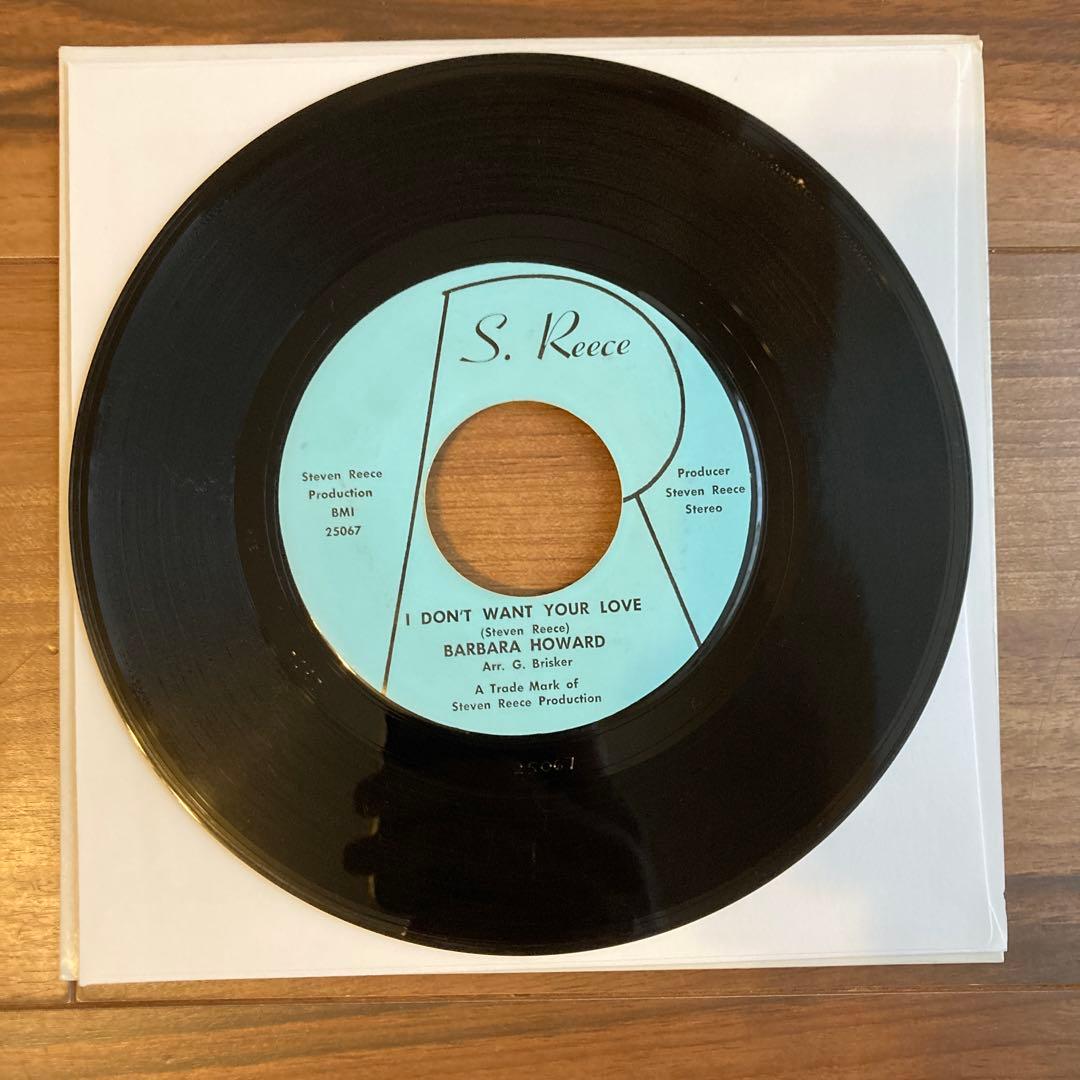 S. Reece
Steven Reece
Production
BMI
25067
Producer
Steven Reece
Stereo
I DON'T WANT YOUR LOVE
(Steven Reece)
BARBARA HOWARD
Arr. G. Brisker
A Trade Mark of
Steven Reece Production
25067